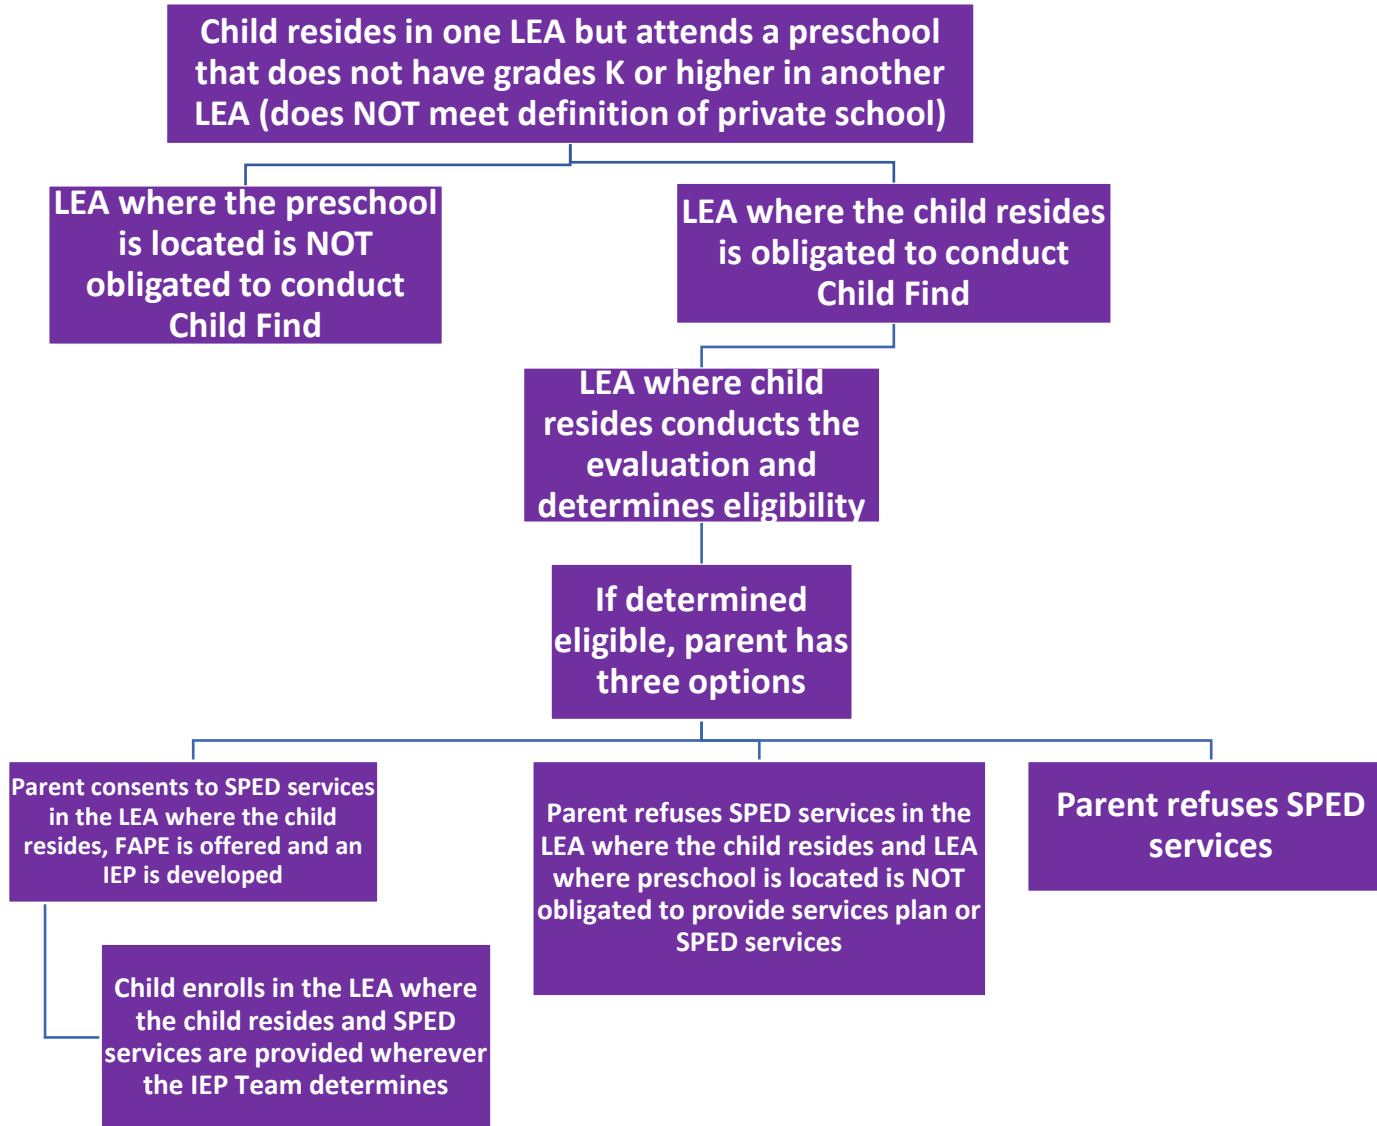 Child resides in one LEA but attends a preschool
that does not have grades K or higher in another
LEA (does NOT meet definition of private school)
LEA where the preschool
is located is NOT
obligated to conduct
Child Find
LEA where the child resides
is obligated to conduct
Child Find
LEA where child
resides conducts the
evaluation and
determines eligibility
If determined
eligible, parent has
three options
Parent consents to SPED services
in the LEA where the child
resides, FAPE is offered and an
IEP is developed
Child enrolls in the LEA where
the child resides and SPED
services are provided wherever
the IEP Team determines
Parent refuses SPED services in the
LEA where the child resides and LEA
where preschool is located is NOT
obligated to provide services plan or
SPED services
Parent refuses SPED
services